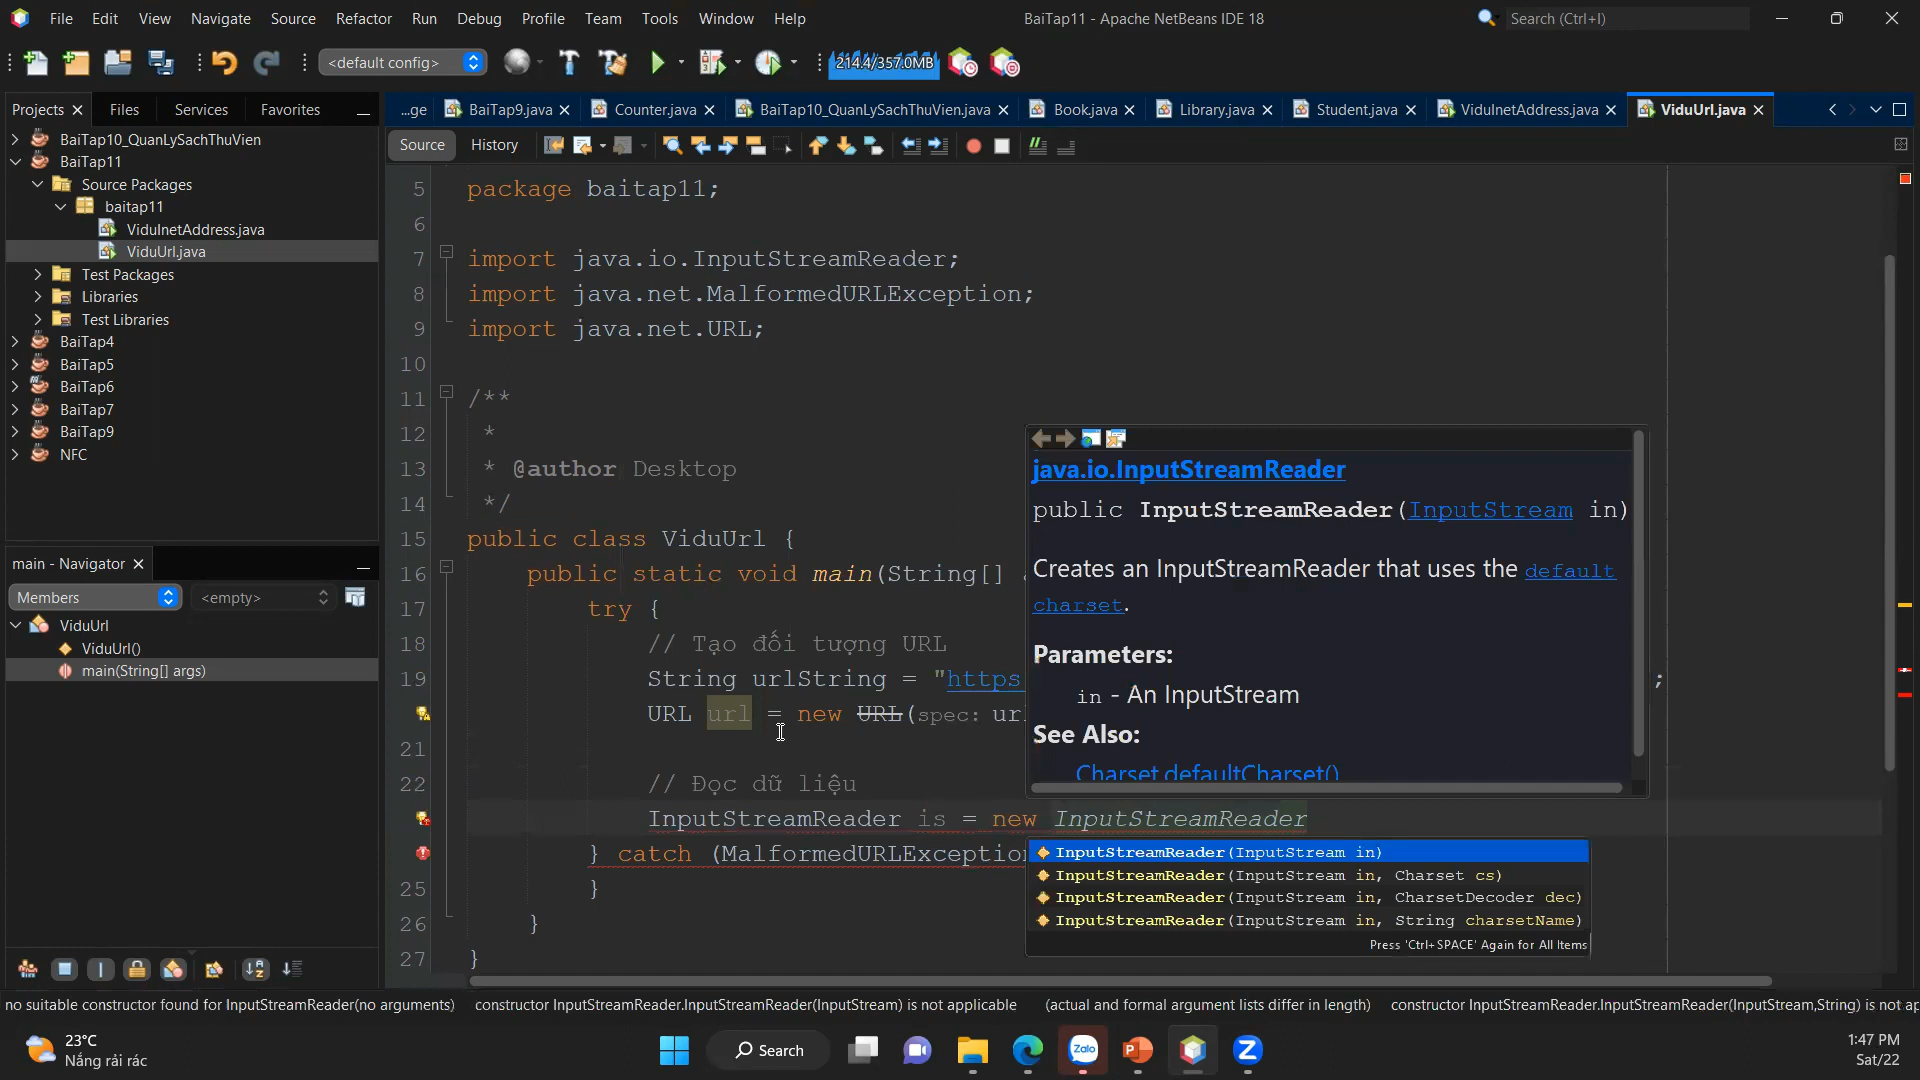 File Edit View Navigate Source Refactor Run Debug Profile Team Tools Window Help
BaiTap11 - Apache NetBeans IDE 18
Search (Ctrl+I)
<default config>
214.4/357.0MB
Projects Files Services Favorites
...ge BaiTap9.java Counter.java BaiTap10_QuanLySachThuVien.java Book.java Library.java Student.java ViduInetAddress.java ViduUrl.java
Source History
BaiTap10_QuanLySachThuVien
BaiTap11
Source Packages
baitap11
ViduInetAddress.java
ViduUrl.java
Test Packages
Libraries
Test Libraries
BaiTap4
BaiTap5
BaiTap6
BaiTap7
BaiTap9
NFC
main - Navigator
Members <empty>
ViduUrl
ViduUrl()
main(String[] args)
5 package baitap11;
6
7 import java.io.InputStreamReader;
8 import java.net.MalformedURLException;
9 import java.net.URL;
10
11 /**
12 *
13 * @author Desktop
14 */
15 public class ViduUrl {
16 public static void main(String[]
17 try {
18 // Tạo đối tượng URL
19 String urlString = "https ;
URL url = new URL(spec: url
21
22 // Đọc dữ liệu
InputStreamReader is = new InputStreamReader
} catch (MalformedURLException
25 }
26 }
27 }
java.io.InputStreamReader
public InputStreamReader(InputStream in)
Creates an InputStreamReader that uses the default
charset.
Parameters:
in - An InputStream
See Also:
Charset.defaultCharset()
InputStreamReader(InputStream in)
InputStreamReader(InputStream in, Charset cs)
InputStreamReader(InputStream in, CharsetDecoder dec)
InputStreamReader(InputStream in, String charsetName)
Press 'Ctrl+SPACE' Again for All Items
no suitable constructor found for InputStreamReader(no arguments) constructor InputStreamReader.InputStreamReader(InputStream) is not applicable (actual and formal argument lists differ in length) constructor InputStreamReader.InputStreamReader(InputStream,String) is not ap
23°C
Nắng rải rác
Search
Zalo
1:47 PM
Sat/22